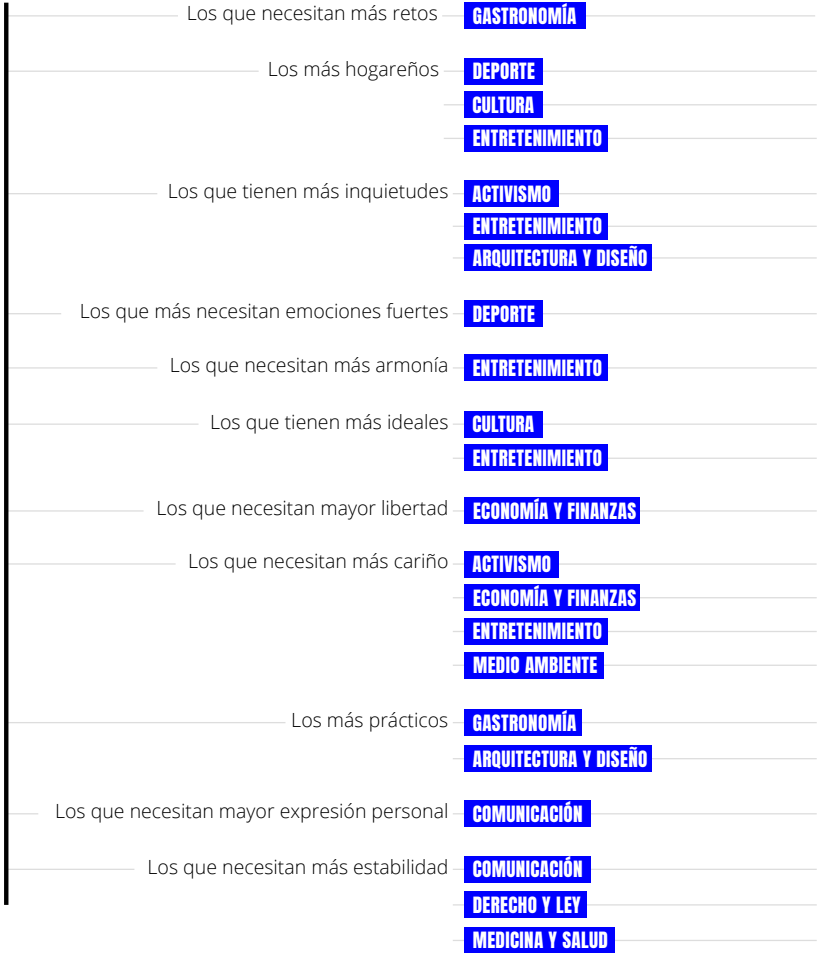 Los que necesitan más retos GASTRONOMÍA
Los más hogareños DEPORTE
CULTURA
ENTRETENIMIENTO
Los que tienen más inquietudes ACTIVISMO
ENTRETENIMIENTO
ARQUITECTURA Y DISEÑO
Los que más necesitan emociones fuertes DEPORTE
Los que necesitan más armonía ENTRETENIMIENTO
Los que tienen más ideales CULTURA
ENTRETENIMIENTO
Los que necesitan mayor libertad ECONOMÍA Y FINANZAS
Los que necesitan más cariño ACTIVISMO
ECONOMÍA Y FINANZAS
ENTRETENIMIENTO
MEDIO AMBIENTE
Los más prácticos GASTRONOMÍA
ARQUITECTURA Y DISEÑO
Los que necesitan mayor expresión personal COMUNICACIÓN
Los que necesitan más estabilidad COMUNICACIÓN
DERECHO Y LEY
MEDICINA Y SALUD